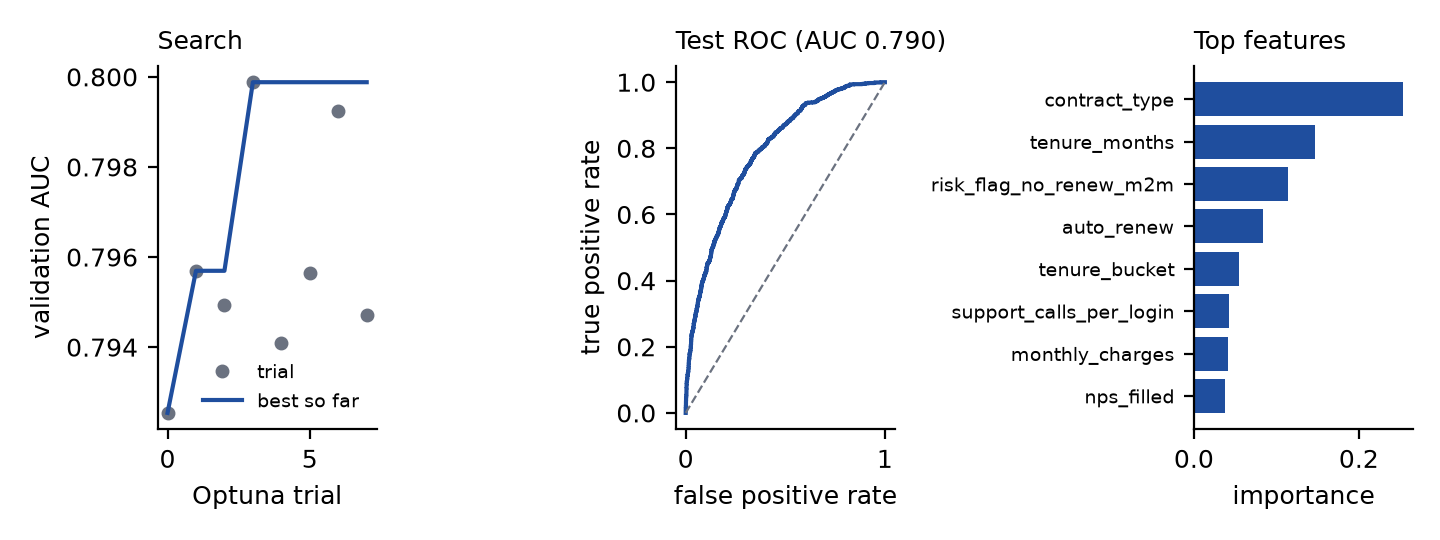 Search
validation AUC
0.800
0.798
0.796
0.794
trial
best so far
0 5
Optuna trial
Test ROC (AUC 0.790)
true positive rate
1.0
0.8
0.6
0.4
0.2
0.0
0 1
false positive rate
Top features
contract_type
tenure_months
risk_flag_no_renew_m2m
auto_renew
tenure_bucket
support_calls_per_login
monthly_charges
nps_filled
0.0 0.2
importance